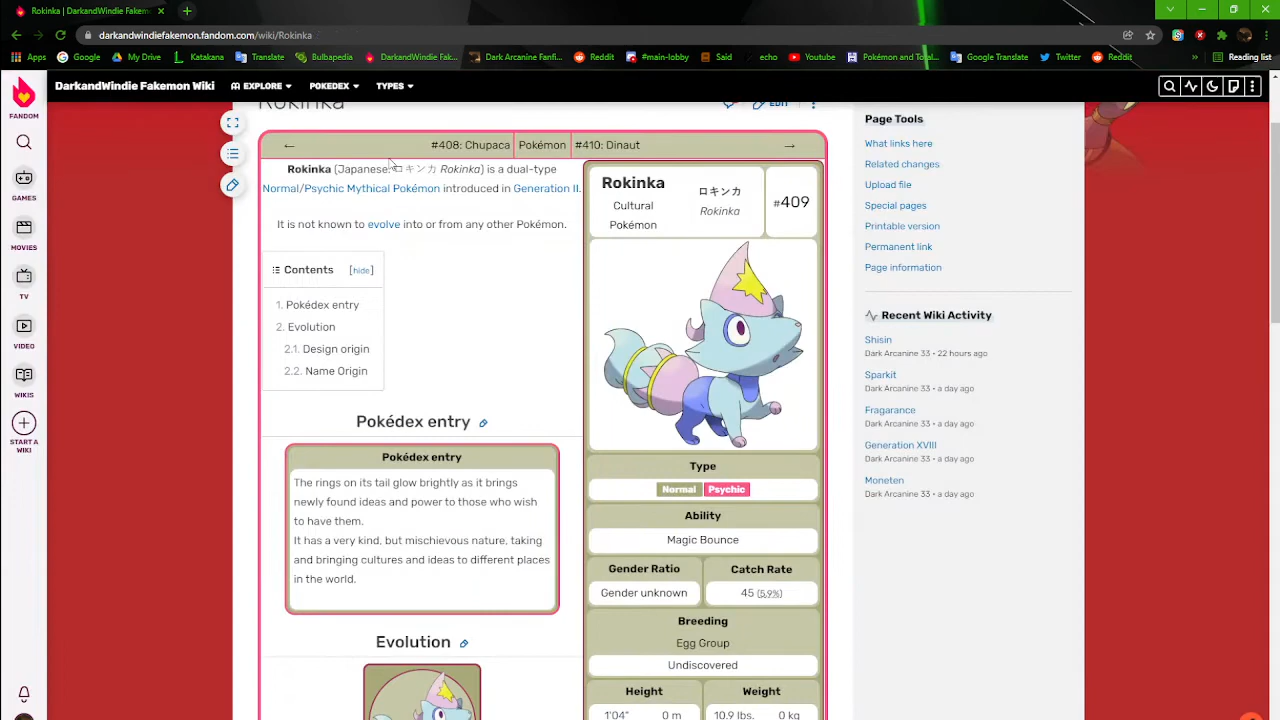 Rokinka | DarkandWindie Fakem
darkandwindiefakemon.fandom.com/wiki/Rokinka
Apps Google My Drive Katakana Translate Bulbapedia DarkandWindie Fak... Dark Arcanine Fanfi... Reddit #main-lobby Said echo Youtube Pokémon and Total... Google Translate Twitter Reddit » Reading list
FANDOM
DarkandWindie Fakemon Wiki EXPLORE POKEDEX TYPES
GAMES
MOVIES
TV
VIDEO
WIKIS
START A
WIKI
Rokinka
EDIT
← #408: Chupaca Pokémon #410: Dinaut →
Rokinka (Japanese: ロキンカ Rokinka) is a dual-type
Normal/Psychic Mythical Pokémon introduced in Generation II.
It is not known to evolve into or from any other Pokémon.
Contents [hide]
1. Pokédex entry
2. Evolution
2.1. Design origin
2.2. Name Origin
Pokédex entry
Pokédex entry
The rings on its tail glow brightly as it brings
newly found ideas and power to those who wish
to have them.
It has a very kind, but mischievous nature, taking
and bringing cultures and ideas to different places
in the world.
Evolution
Rokinka
ロキンカ
Rokinka
Cultural
Pokémon
#409
Type
Normal Psychic
Ability
Magic Bounce
Gender Ratio Catch Rate
Gender unknown 45 (5.9%)
Breeding
Egg Group
Undiscovered
Height Weight
1'04" 0 m 10.9 lbs. 0 kg
Page Tools
What links here
Related changes
Upload file
Special pages
Printable version
Permanent link
Page information
Recent Wiki Activity
Shisin
Dark Arcanine 33 • 22 hours ago
Sparkit
Dark Arcanine 33 • a day ago
Fragarance
Dark Arcanine 33 • a day ago
Generation XVIII
Dark Arcanine 33 • a day ago
Moneten
Dark Arcanine 33 • a day ago